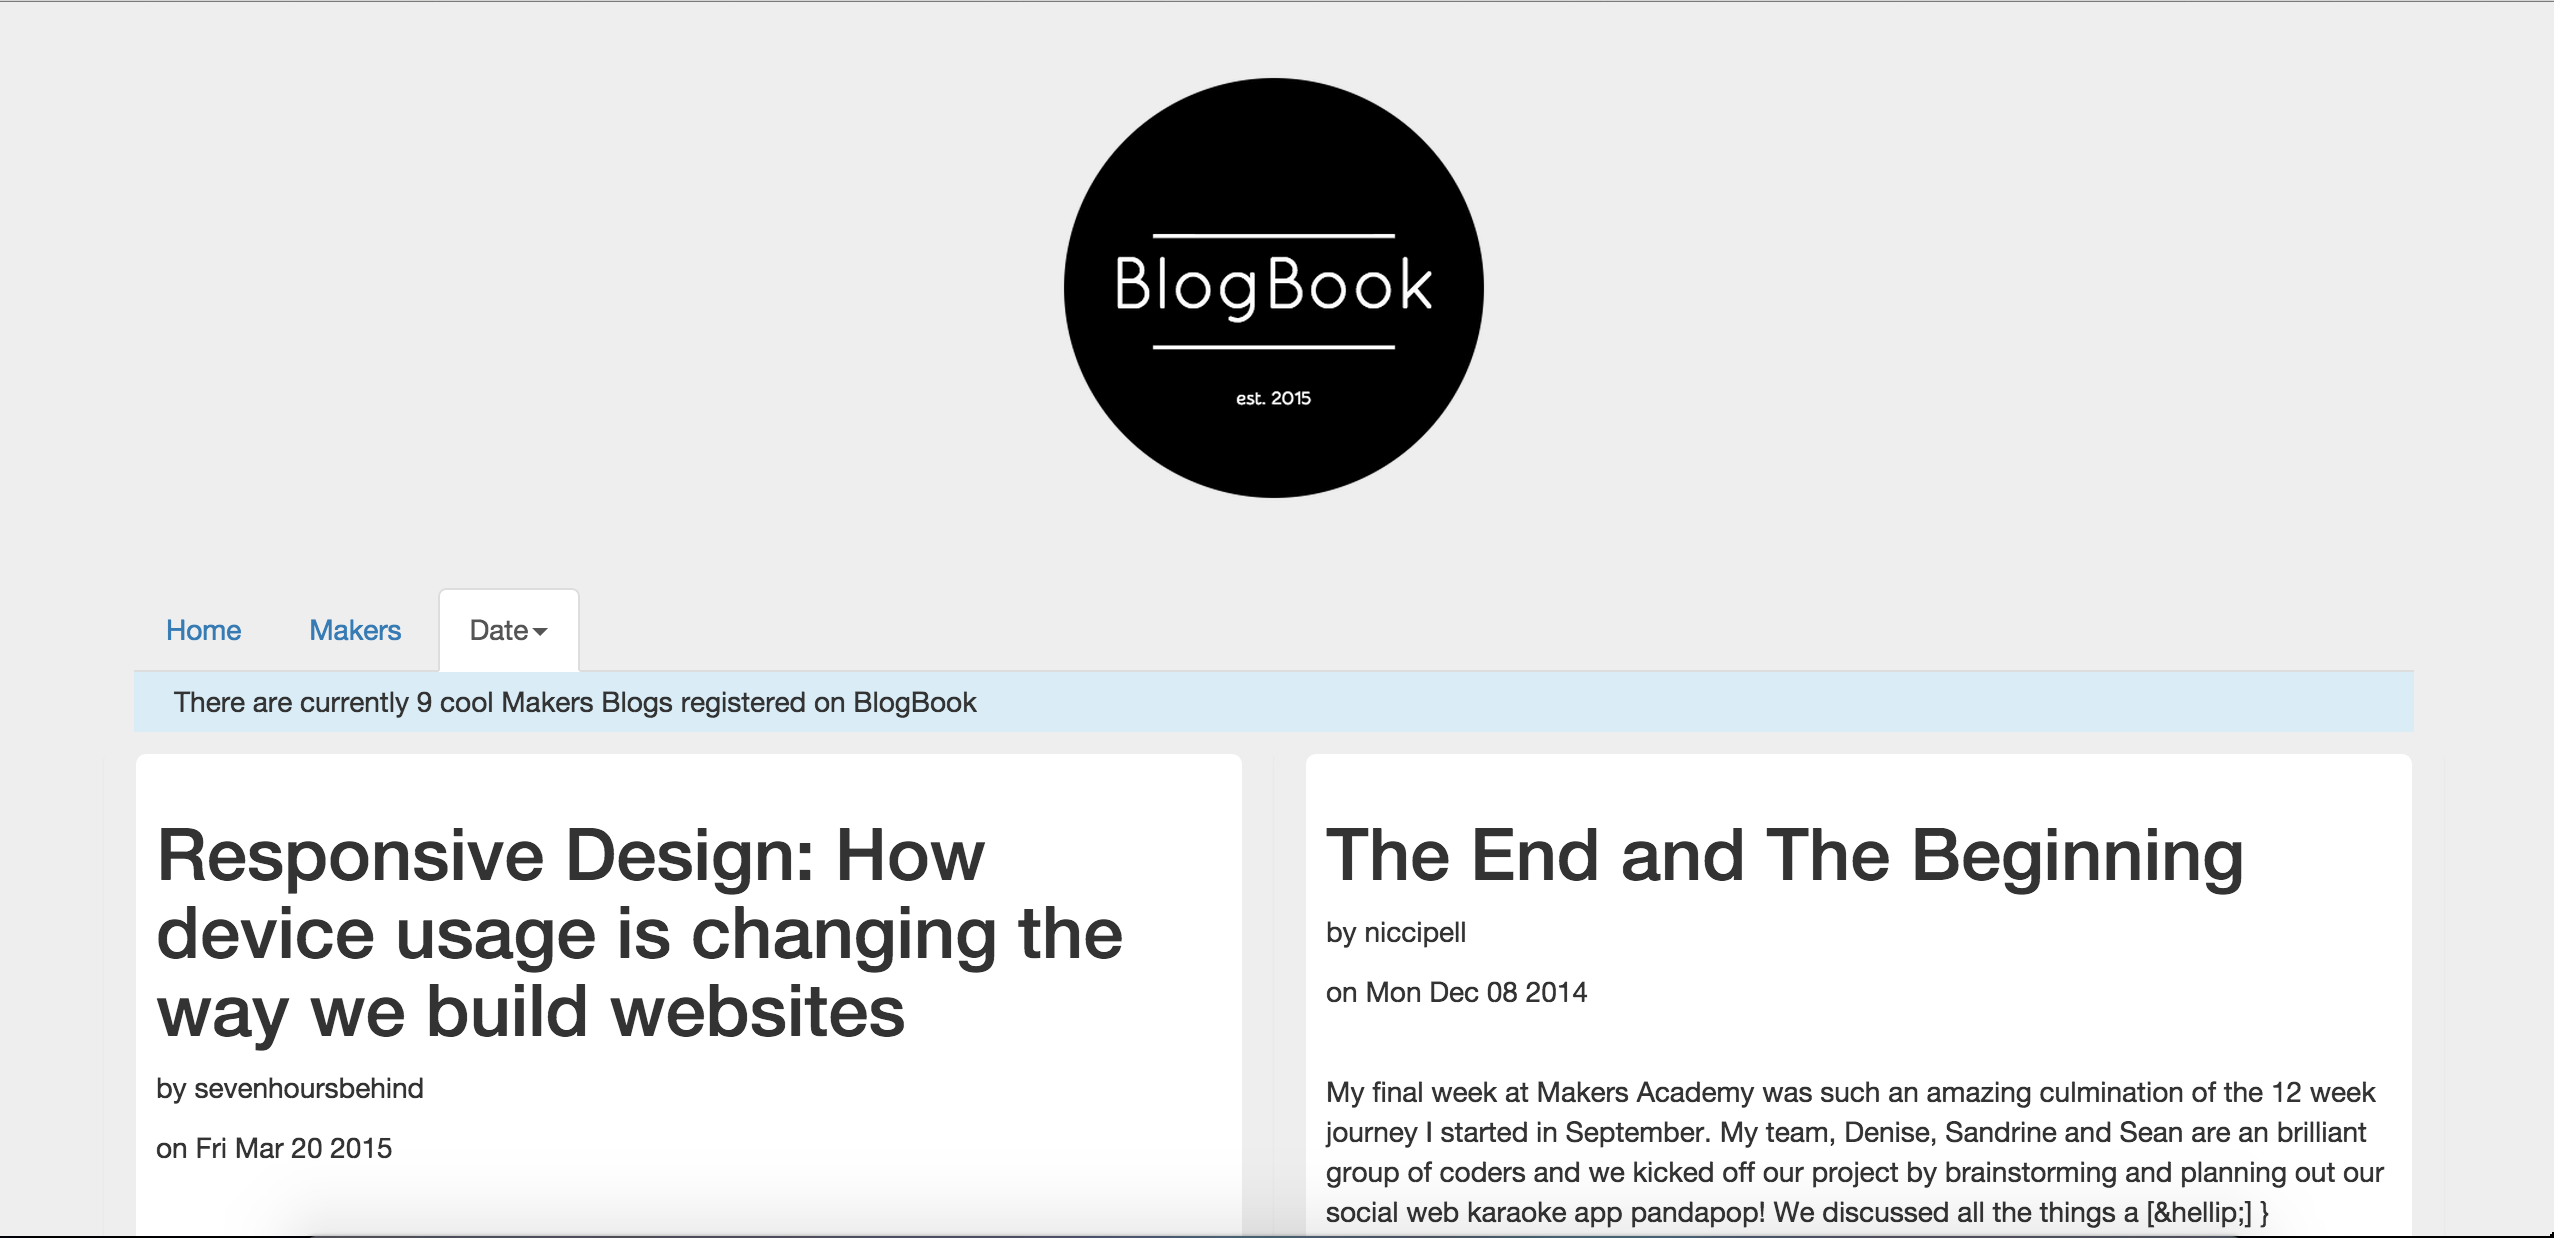 BlogBook
est. 2015
Home
Makers
Date
There are currently 9 cool Makers Blogs registered on BlogBook
Responsive Design: How
device usage is changing the
way we build websites
by sevenhoursbehind
on Fri Mar 20 2015
The End and The Beginning
by niccipell
on Mon Dec 08 2014
My final week at Makers Academy was such an amazing culmination of the 12 week
journey I started in September. My team, Denise, Sandrine and Sean are an brilliant
group of coders and we kicked off our project by brainstorming and planning out our
social web karaoke app pandapop! We discussed all the things a [&hellip;] }